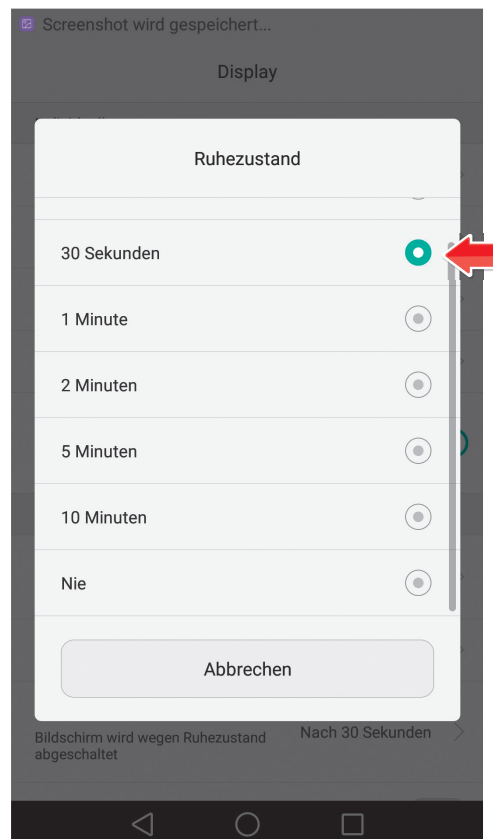 Screenshot wird gespeichert...
Display
Ruhezustand
30 Sekunden
1 Minute
2 Minuten
5 Minuten
10 Minuten
Nie
Abbrechen
Bildschirm wird wegen Ruhezustand
abgeschaltet
Nach 30 Sekunden